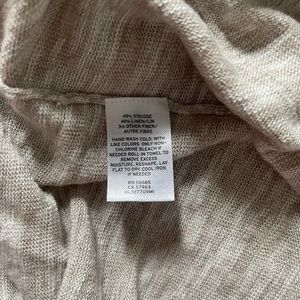 49% VISCOSE
48% LINEN/LIN
3% OTHER FIBER/
AUTRE FIBRE
HAND WASH COLD. WITH
LIKE COLORS ONLY NON-
CHLORINE BLEACH IF
NEEDED ROLL IN TOWEL TO
REMOVE EXCESS
MOISTURE, RESHAPE, LAY
FLAT TO DRY COOL IRON
IF NEEDED
RN 58665
CA 57963